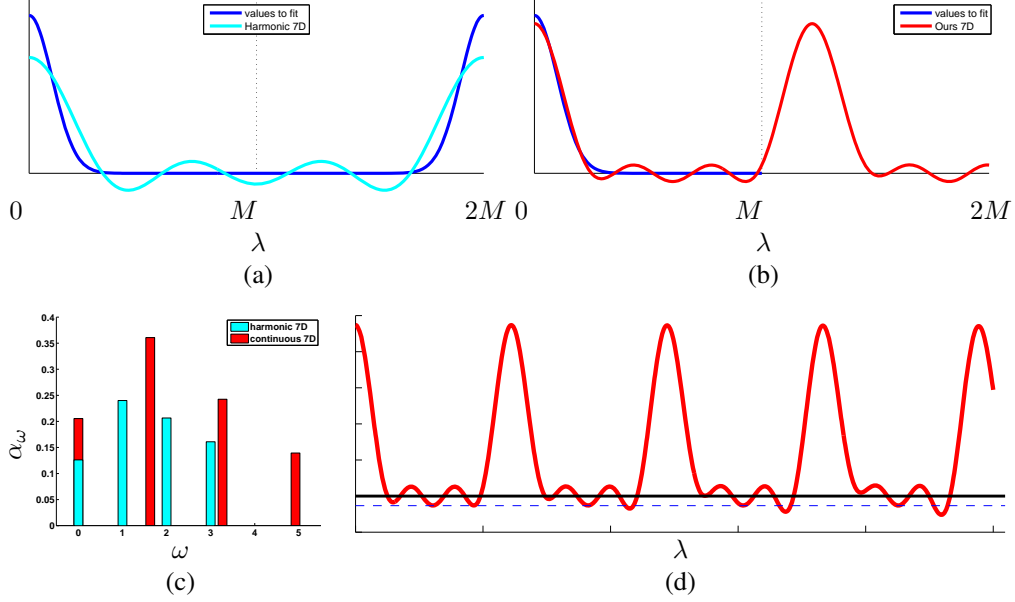 values to fit
Harmonic 7D
values to fit
Ours 7D
0 M 2M 0 M 2M
λ λ
(a) (b)
0.4
0.35
0.3
0.25
0.2
0.15
0.1
0.05
0
harmonic 7D
continuous 7D
α_ω
0 1 2 3 4 5
ω λ
(c) (d)